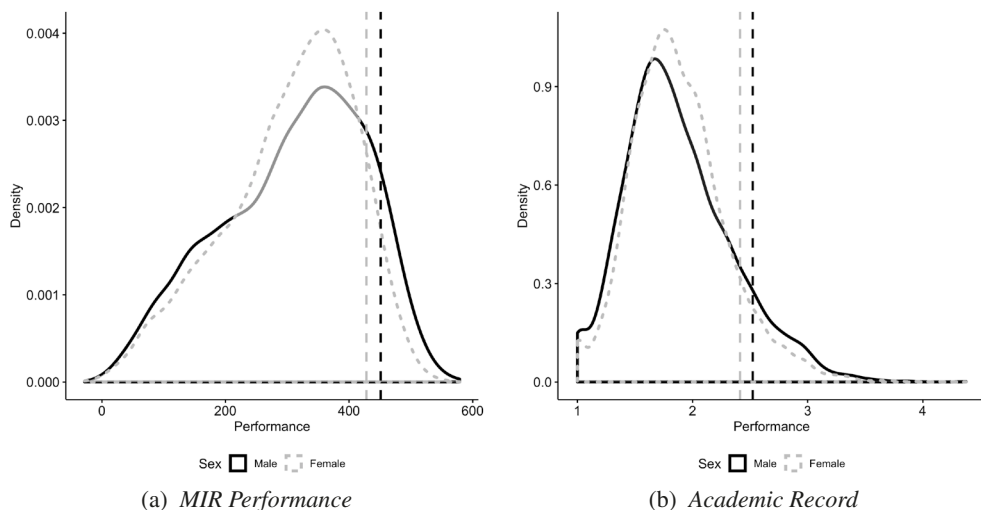 0.004
0.003
0.002
0.001
0.000
Density
0
200
400
600
Performance
Sex Male Female
(a) MIR Performance
0.9
0.6
0.3
0.0
Density
1
2
3
4
Performance
Sex Male Female
(b) Academic Record